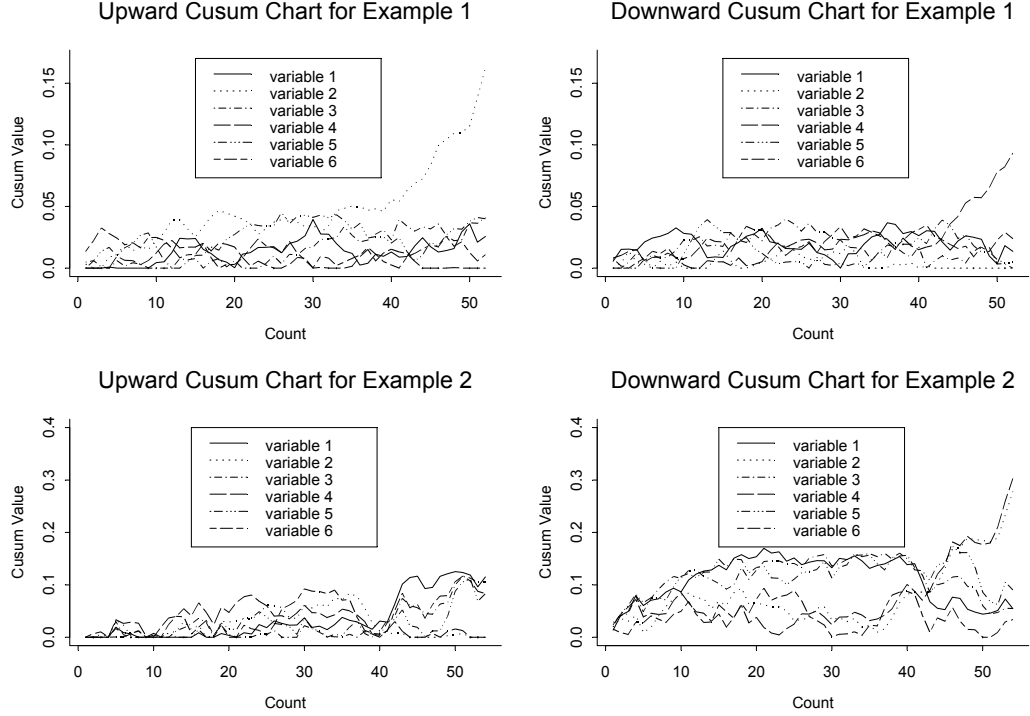 Upward Cusum Chart for Example 1
Cusum Value
0.15
0.10
0.05
0.0
variable 1
variable 2
variable 3
variable 4
variable 5
variable 6
0 10 20 30 40 50
Count
Downward Cusum Chart for Example 1
Cusum Value
0.15
0.10
0.05
0.0
variable 1
variable 2
variable 3
variable 4
variable 5
variable 6
0 10 20 30 40 50
Count
Upward Cusum Chart for Example 2
Cusum Value
0.4
0.3
0.2
0.1
0.0
variable 1
variable 2
variable 3
variable 4
variable 5
variable 6
0 10 20 30 40 50
Count
Downward Cusum Chart for Example 2
Cusum Value
0.4
0.3
0.2
0.1
0.0
variable 1
variable 2
variable 3
variable 4
variable 5
variable 6
0 10 20 30 40 50
Count